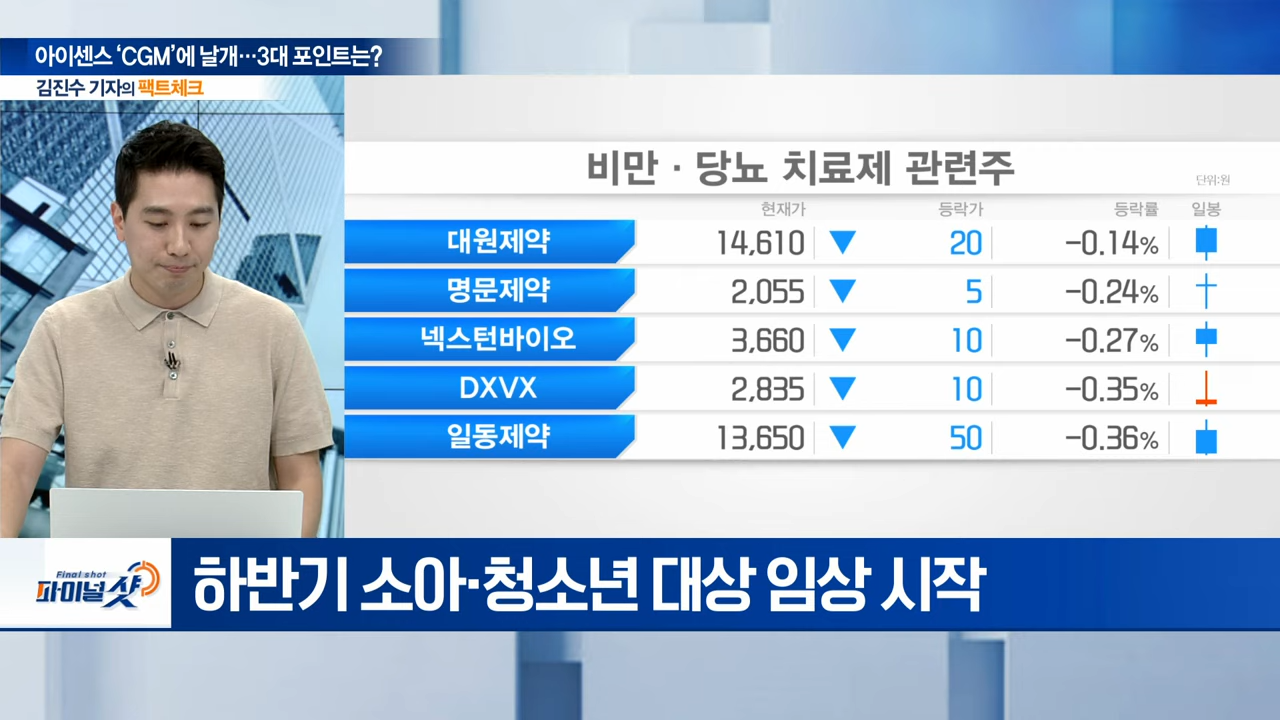 아이센스 ‘CGM’에 날개…3대 포인트는?
김진수 기자의 팩트체크
비만 · 당뇨 치료제 관련주
단위:원
현재가 등락가 등락률 일봉
대원제약 14,610 ▼ 20 -0.14%
명문제약 2,055 ▼ 5 -0.24%
넥스턴바이오 3,660 ▼ 10 -0.27%
DXVX 2,835 ▼ 10 -0.35%
일동제약 13,650 ▼ 50 -0.36%
Final shot
파이널샷
하반기 소아·청소년 대상 임상 시작